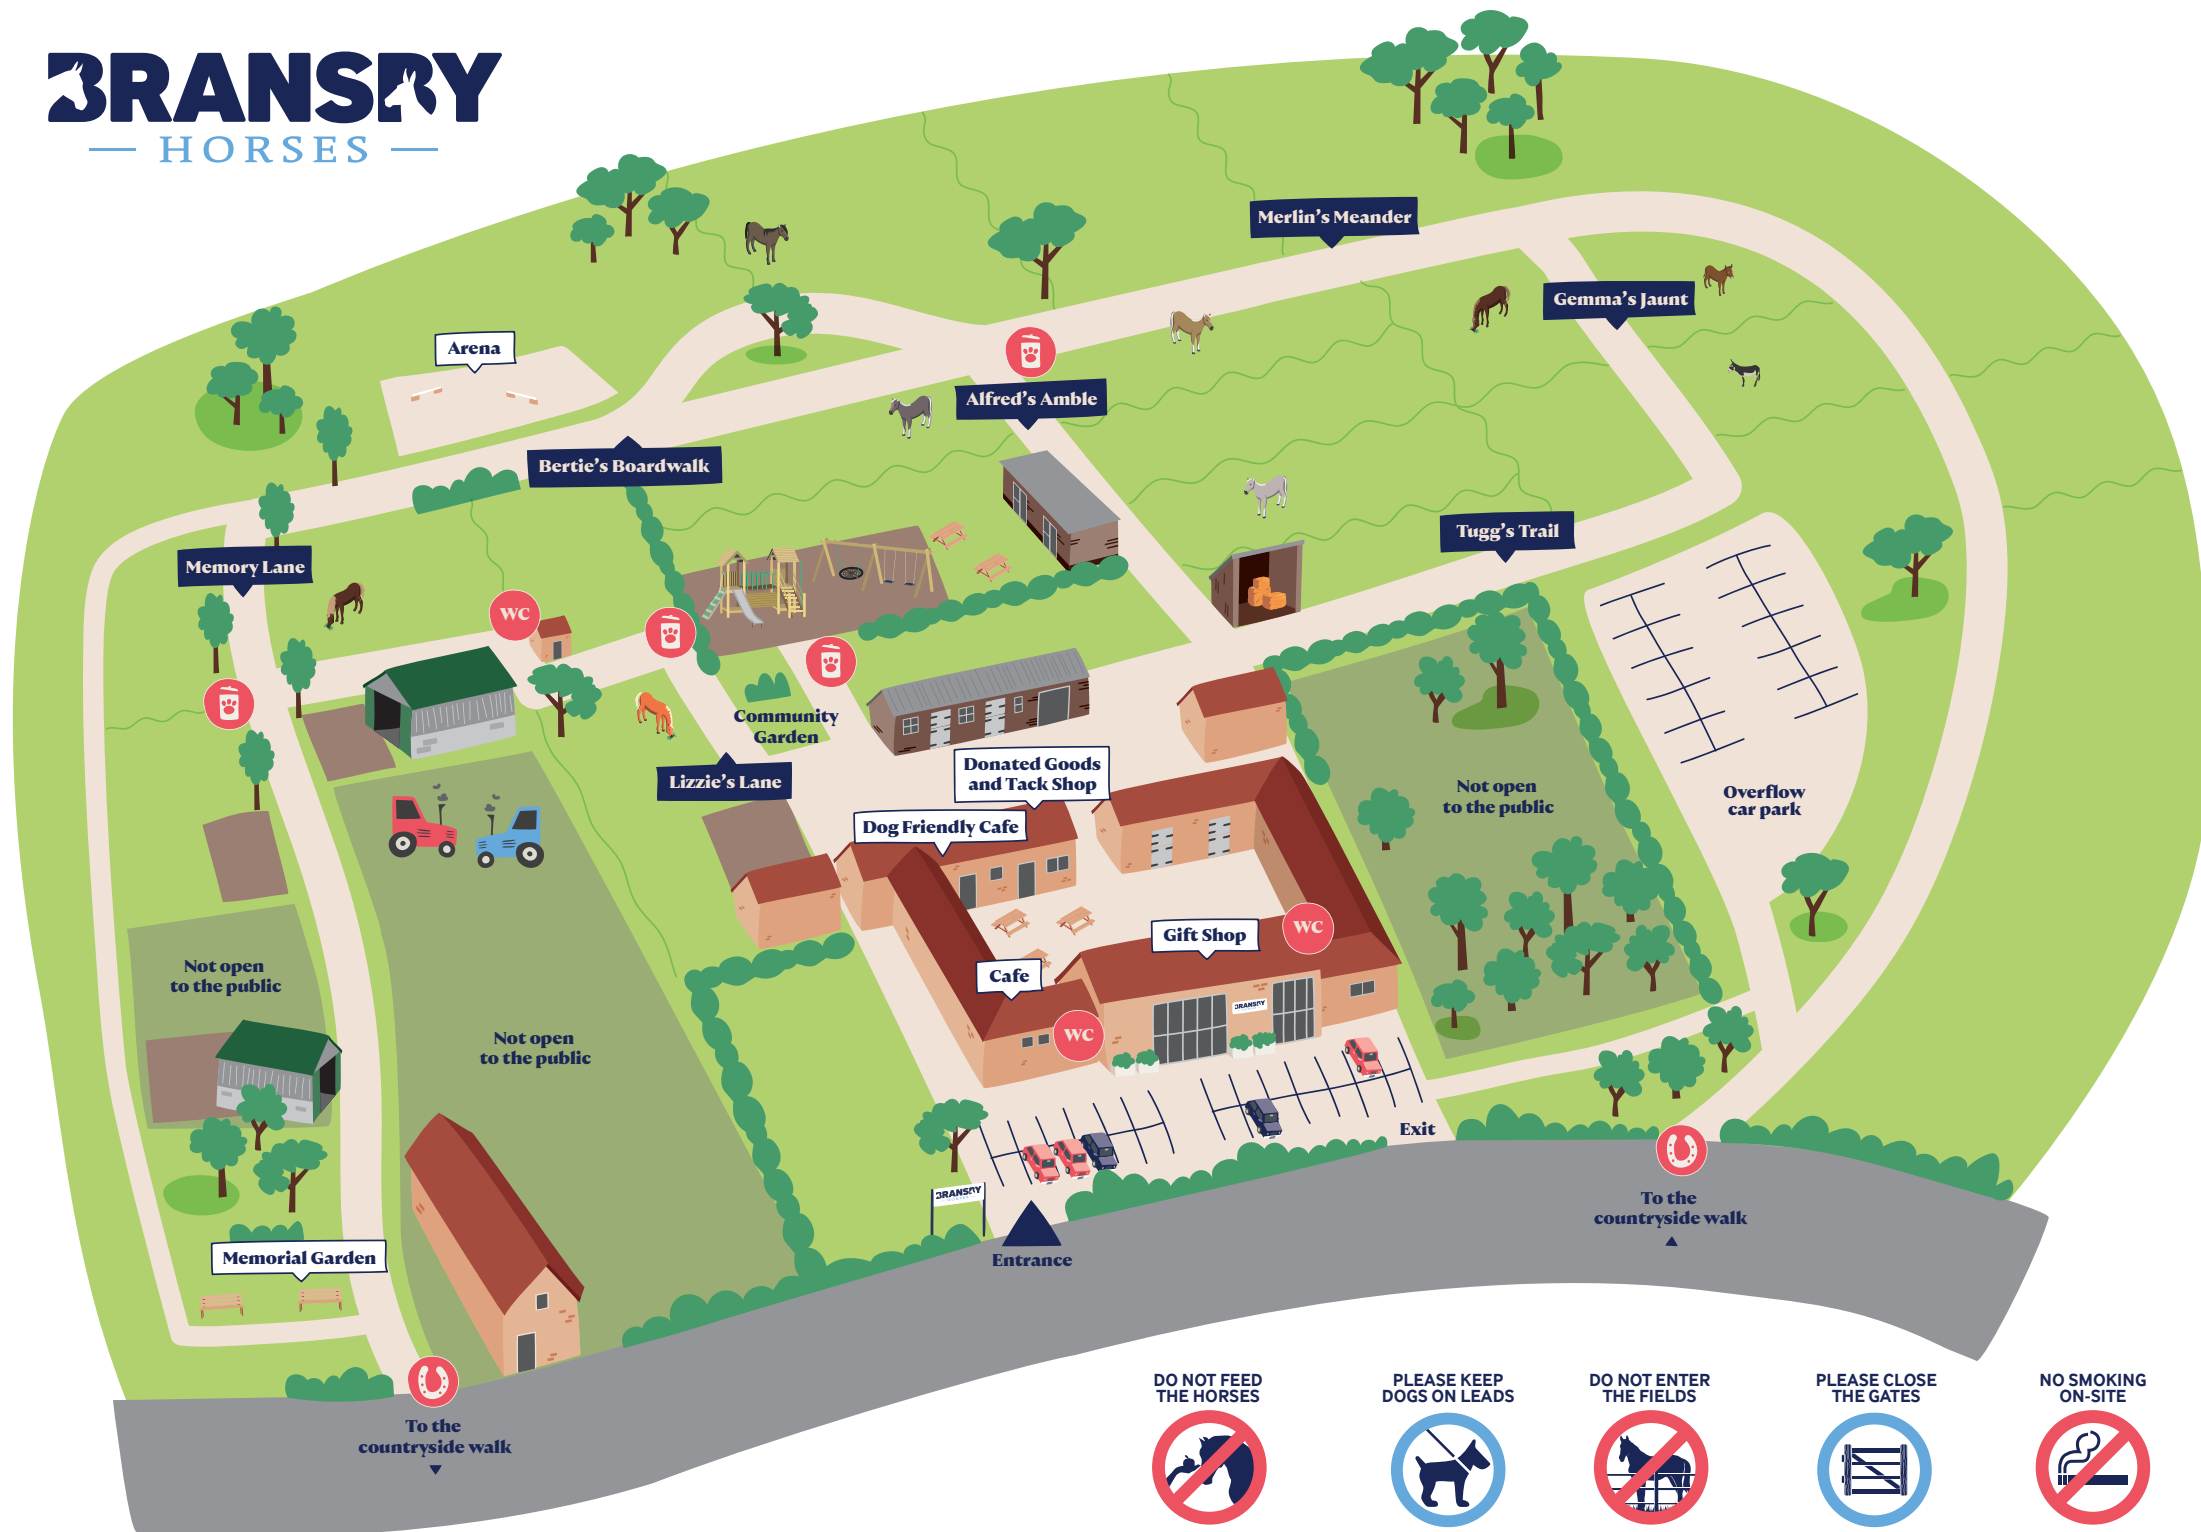 BRANSBY
HORSES
Merlin's Meander
Gemma's Jaunt
Arena
Alfred's Amble
Bertie's Boardwalk
Tugg's Trail
Memory Lane
WC
Community
Garden
Lizzie's Lane
Donated Goods
and Tack Shop
Dog Friendly Cafe
Not open
to the public
Overflow
car park
Gift Shop
WC
Cafe
Not open
to the public
BRANSBY
WC
Not open
to the public
Exit
BRANSBY
HORSES
To the
countryside walk
Entrance
Memorial Garden
To the
countryside walk
DO NOT FEED
THE HORSES
PLEASE KEEP
DOGS ON LEADS
DO NOT ENTER
THE FIELDS
PLEASE CLOSE
THE GATES
NO SMOKING
ON-SITE